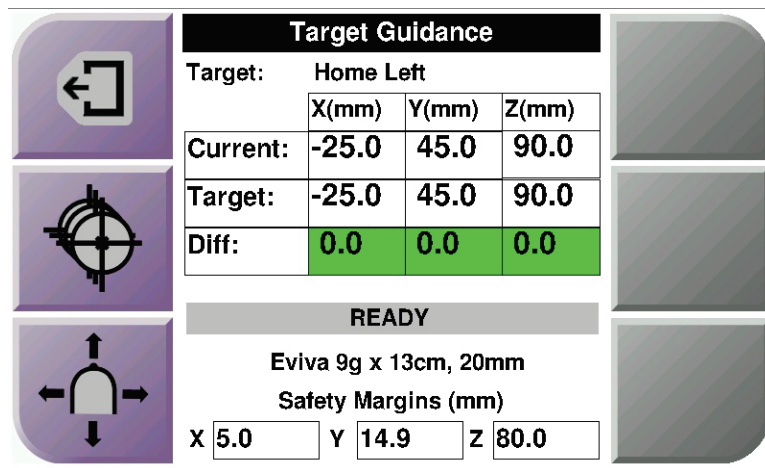 Target Guidance
Target: Home Left
X(mm) Y(mm) Z(mm)
Current: -25.0 45.0 90.0
Target: -25.0 45.0 90.0
Diff: 0.0 0.0 0.0
READY
Eviva 9g x 13cm, 20mm
Safety Margins (mm)
X 5.0 Y 14.9 Z 80.0